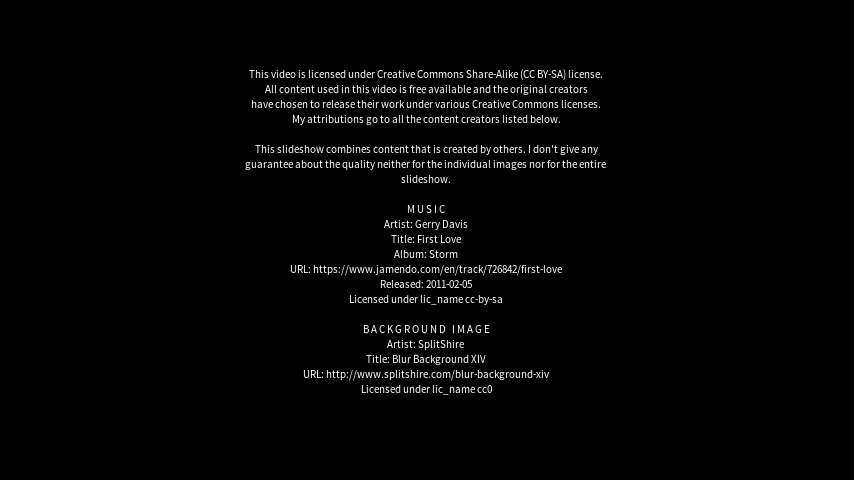 This video is licensed under Creative Commons Share-Alike (CC BY-SA) license.
All content used in this video is free available and the original creators
have chosen to release their work under various Creative Commons licenses.
My attributions go to all the content creators listed below.
This slideshow combines content that is created by others. I don't give any
guarantee about the quality neither for the individual images nor for the entire
slideshow.
MUSIC
Artist: Gerry Davis
Title: First Love
Album: Storm
URL: https://www.jamendo.com/en/track/726842/first-love
Released: 2011-02-05
Licensed under lic_name cc-by-sa
BACKGROUND IMAGE
Artist: SplitShire
Title: Blur Background XIV
URL: http://www.splitshire.com/blur-background-xiv
Licensed under lic_name cc0